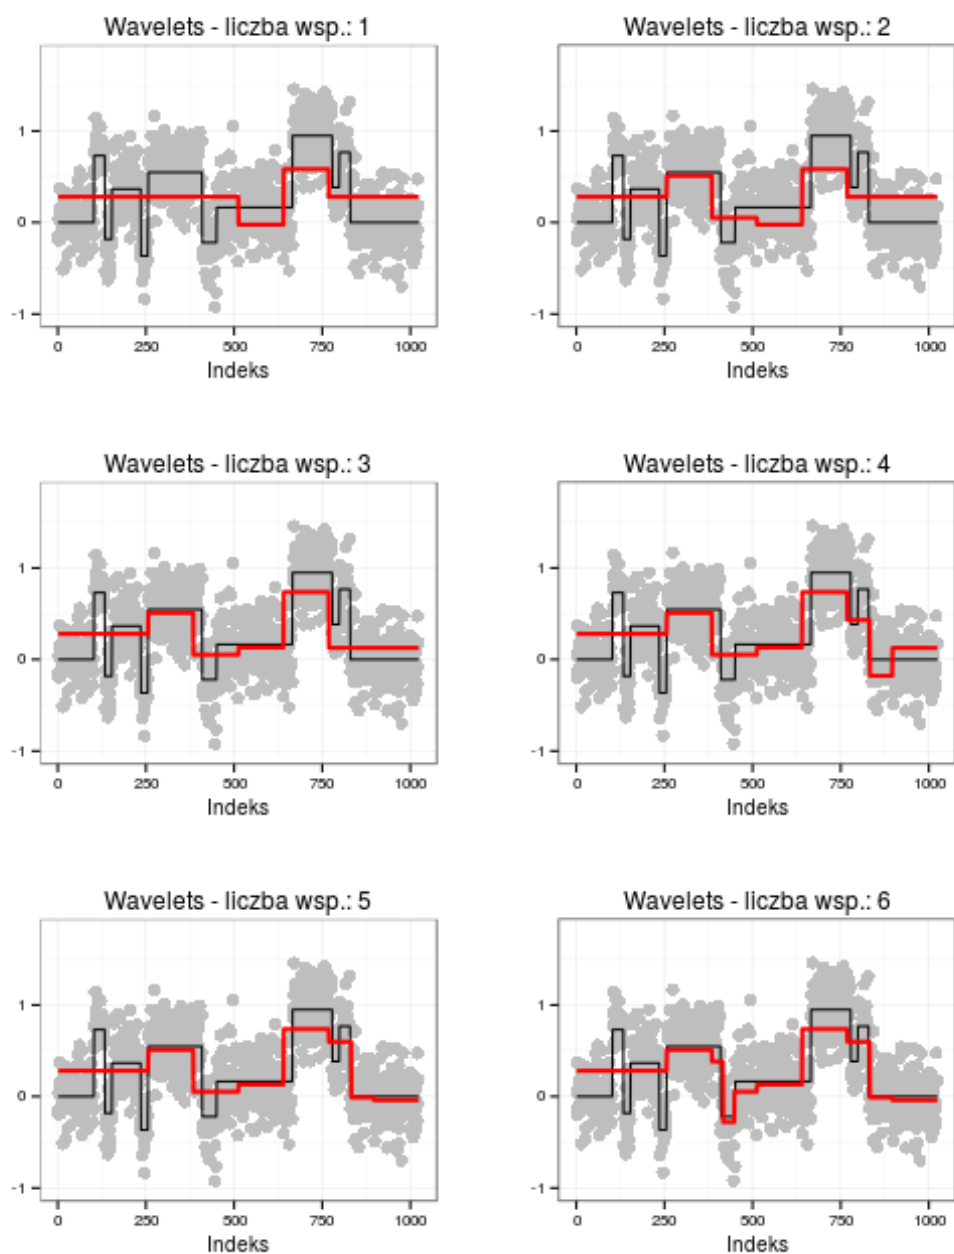 Wavelets - liczba wsp.: 1
1
0
-1
0 250 500 750 1000
Indeks
Wavelets - liczba wsp.: 2
1
0
-1
0 250 500 750 1000
Indeks
Wavelets - liczba wsp.: 3
1
0
-1
0 250 500 750 1000
Indeks
Wavelets - liczba wsp.: 4
1
0
-1
0 250 500 750 1000
Indeks
Wavelets - liczba wsp.: 5
1
0
-1
0 250 500 750 1000
Indeks
Wavelets - liczba wsp.: 6
1
0
-1
0 250 500 750 1000
Indeks